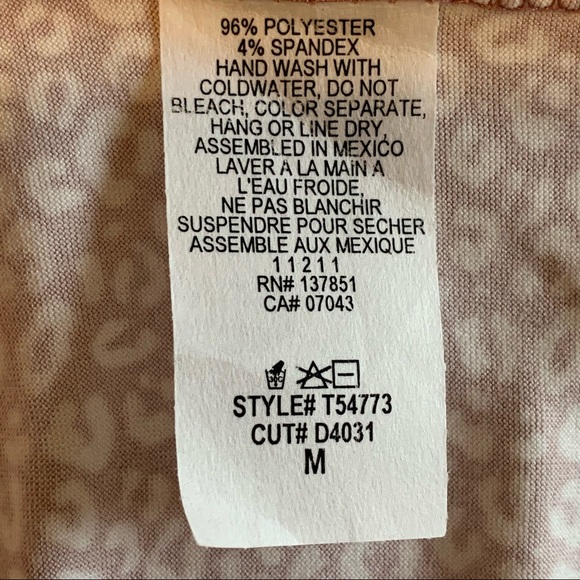 96% POLYESTER
4% SPANDEX
HAND WASH WITH
COLDWATER, DO NOT
BLEACH, COLOR SEPARATE,
HANG OR LINE DRY,
ASSEMBLED IN MEXICO
LAVER A LA MAIN A
L'EAU FROIDE,
NE PAS BLANCHIR
SUSPENDRE POUR SECHER
ASSEMBLE AUX MEXIQUE
11211
RN# 137851
CA# 07043
STYLE# T54773
CUT# D4031
M